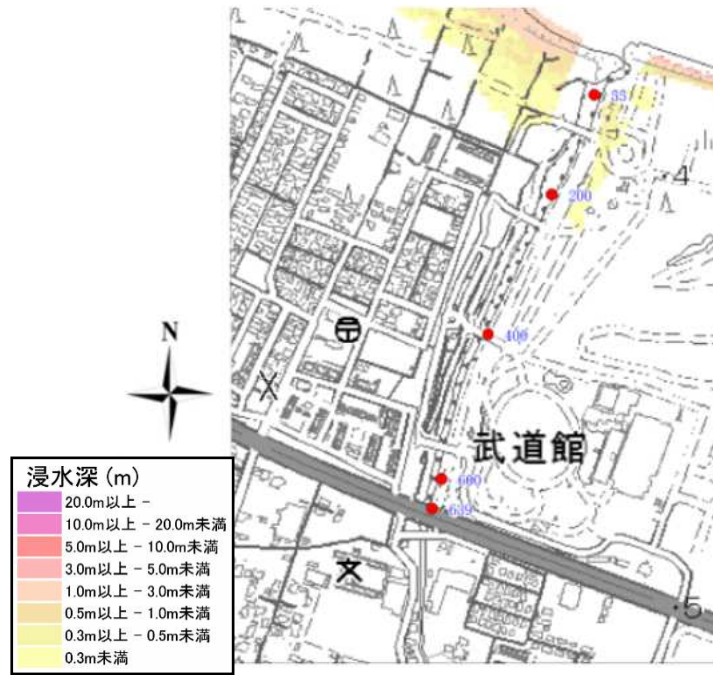 33
4
200
400
N
武道館
600
639
文
5
浸水深 (m)
20.0m以上 -
10.0m以上 - 20.0m未満
5.0m以上 - 10.0m未満
3.0m以上 - 5.0m未満
1.0m以上 - 3.0m未満
0.5m以上 - 1.0m未満
0.3m以上 - 0.5m未満
0.3m未満